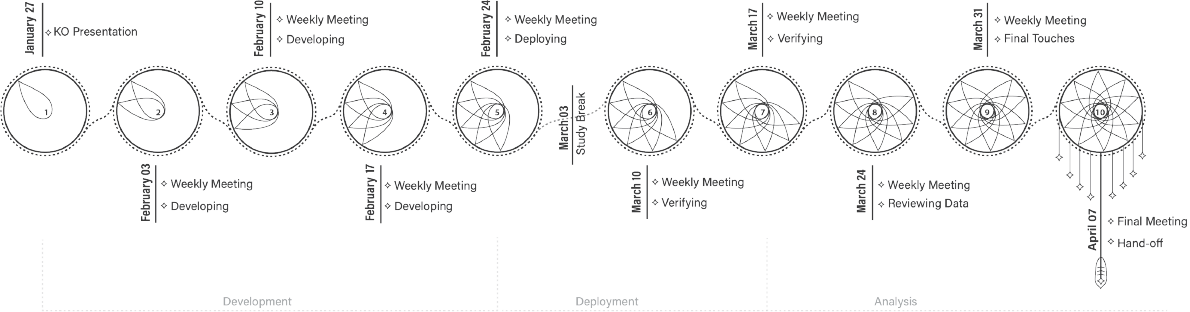 January 27
KO Presentation
1
February 03
Weekly Meeting
Developing
2
February 10
Weekly Meeting
Developing
3
February 17
Weekly Meeting
Developing
4
February 24
Weekly Meeting
Deploying
5
March 03
Study Break
March 10
Weekly Meeting
Verifying
6
March 17
Weekly Meeting
Verifying
7
March 24
Weekly Meeting
Reviewing Data
8
March 31
Weekly Meeting
Final Touches
9
10
April 07
Final Meeting
Hand-off
Development
Deployment
Analysis